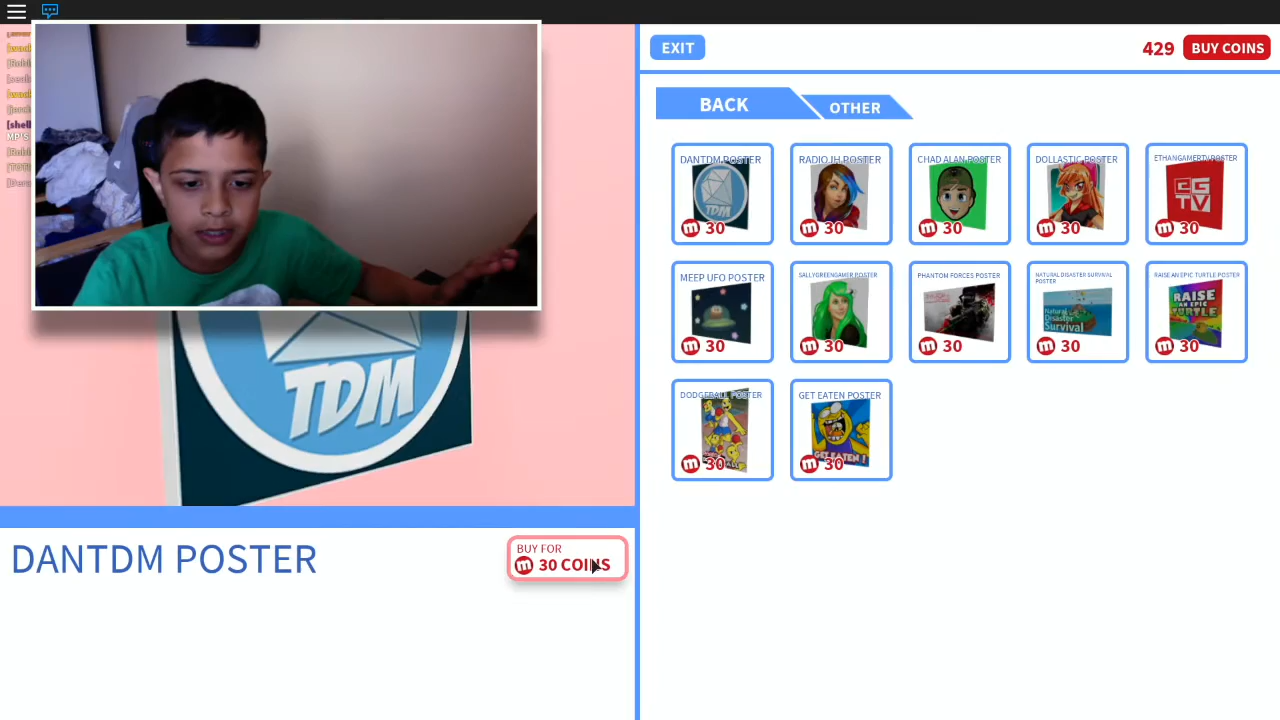 MP'S
EXIT
429
BUY COINS
BACK
OTHER
DANTDM POSTER
30
RADIOJH POSTER
30
CHAD ALAN POSTER
30
DOLLASTIC POSTER
30
ETHANGAMERTV POSTER
EG
TV
30
MEEP UFO POSTER
30
SALLYGREENGAMER POSTER
30
PHANTOM FORCES POSTER
30
NATURAL DISASTER SURVIVAL
POSTER
Natural
Disaster
Survival
30
RAISE AN EPIC TURTLE POSTER
RAISE
AN EPIC
TURTLE
30
DODGEBALL POSTER
30
GET EATEN POSTER
GET EATEN!
30
TDM
DANTDM POSTER
BUY FOR
30 COINS